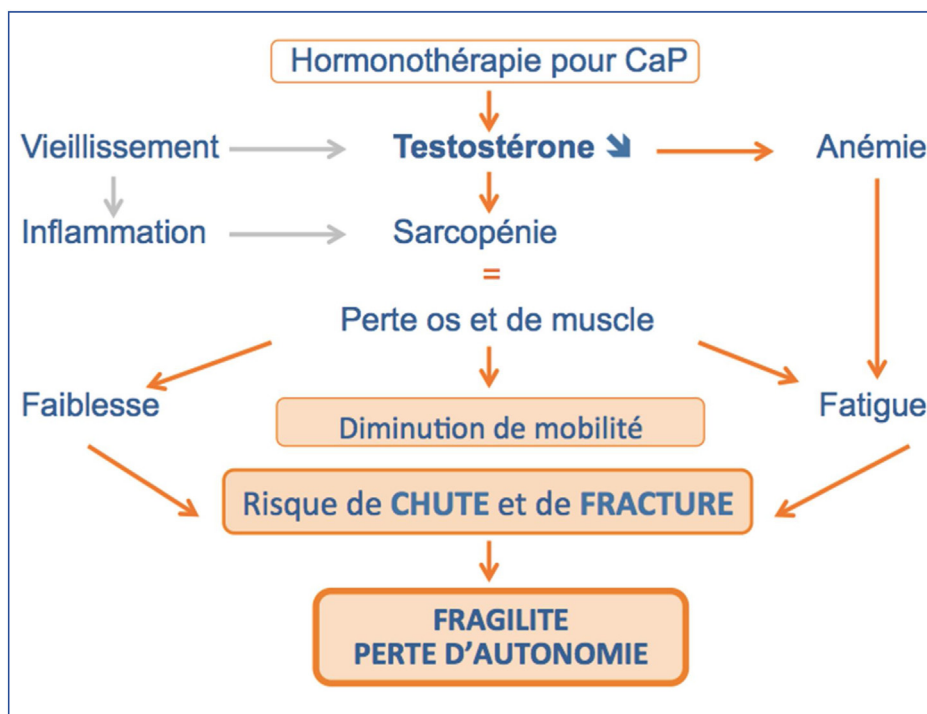 Hormonothérapie pour CaP
Vieillissement
Testostérone
Anémie
Inflammation
Sarcopénie
=
Perte os et de muscle
Faiblesse
Fatigue
Diminution de mobilité
Risque de CHUTE et de FRACTURE
FRAGILITE
PERTE D’AUTONOMIE